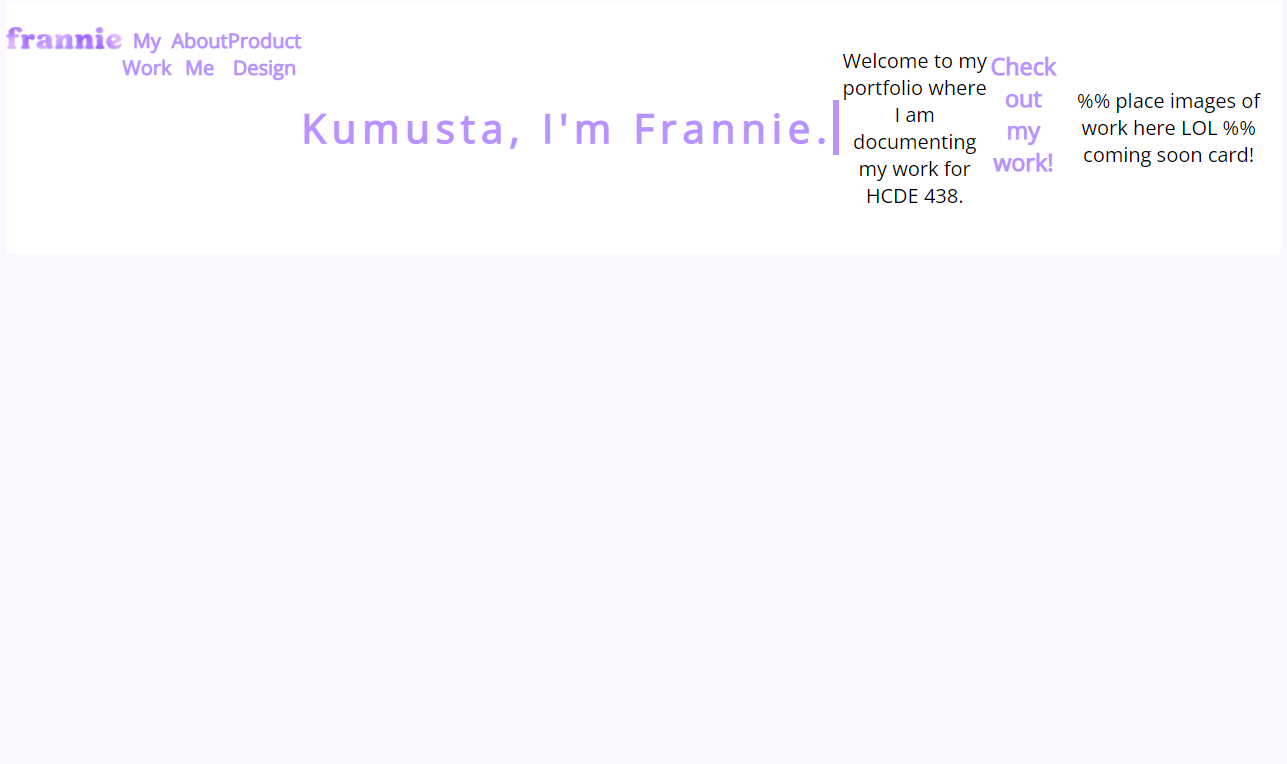 frannie
My
Work
About
Me
Product
Design
Kumusta, I'm Frannie.
Welcome to my
portfolio where
I am
documenting
my work for
HCDE 438.
Check
out
my
work!
%% place images of
work here LOL %%
coming soon card!